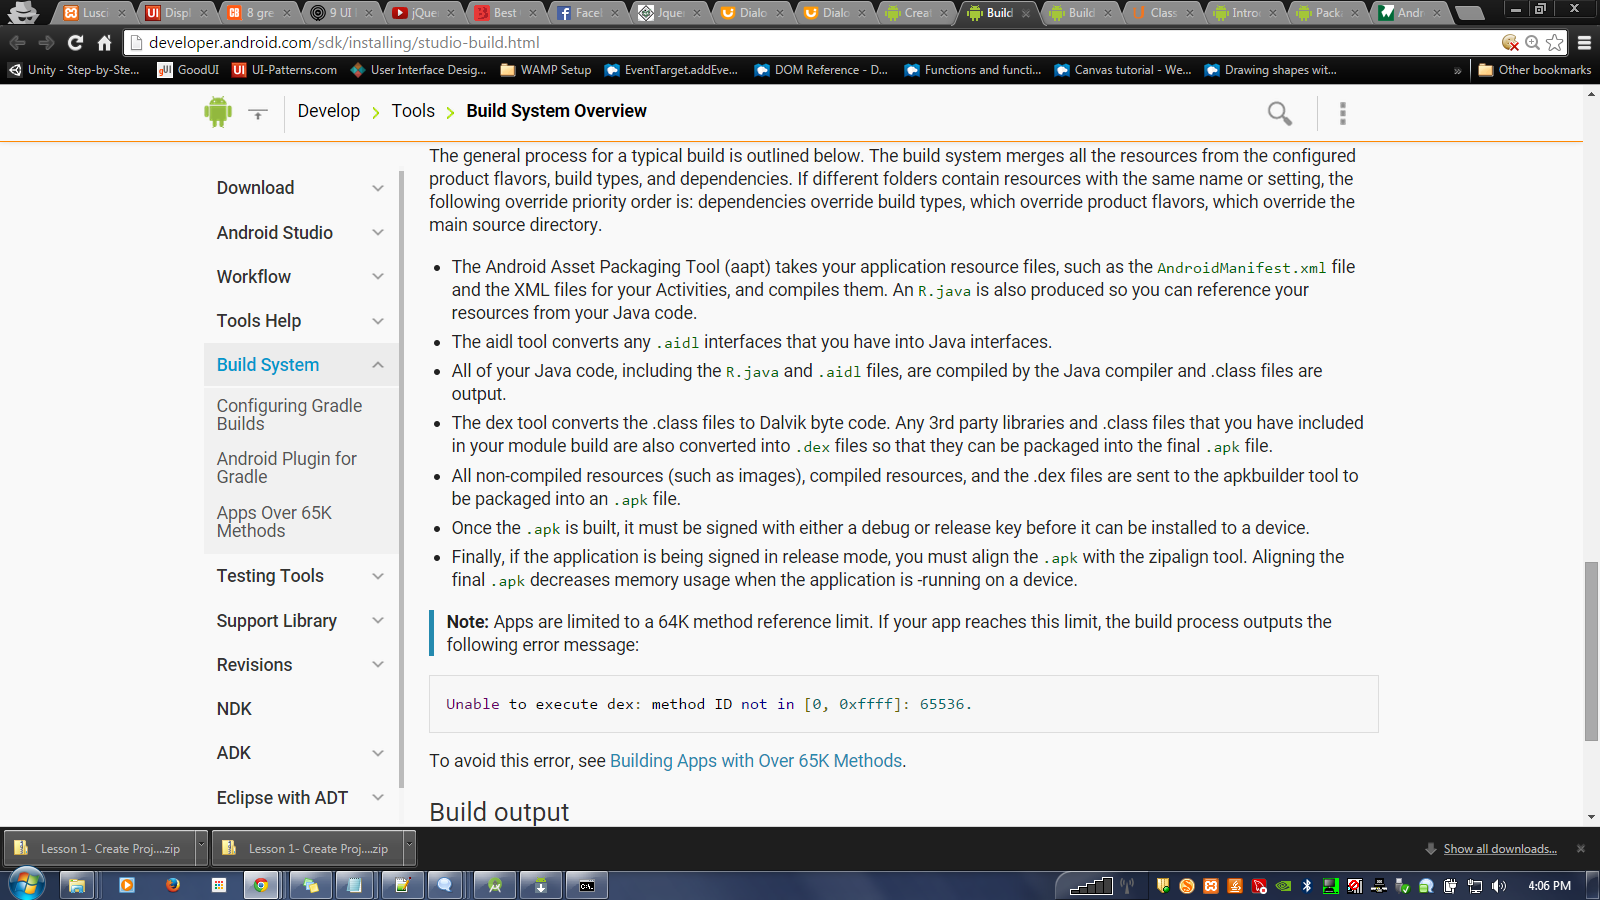 Lusci
Displ
8 gre
9 UI
jQue
Best
Facel
Jquer
Dialo
Dialo
Creat
Build
Build
Class
Intro
Pack
Andr
developer.android.com/sdk/installing/studio-build.html
Unity - Step-by-Ste...
GoodUI
UI-Patterns.com
User Interface Desig...
WAMP Setup
EventTarget.addEve...
DOM Reference - D...
Functions and functi...
Canvas tutorial - We...
Drawing shapes wit...
»
Other bookmarks
Develop
Tools
Build System Overview
Download
Android Studio
Workflow
Tools Help
Build System
Configuring Gradle
Builds
Android Plugin for
Gradle
Apps Over 65K
Methods
Testing Tools
Support Library
Revisions
NDK
ADK
Eclipse with ADT
The general process for a typical build is outlined below. The build system merges all the resources from the configured
product flavors, build types, and dependencies. If different folders contain resources with the same name or setting, the
following override priority order is: dependencies override build types, which override product flavors, which override the
main source directory.
• The Android Asset Packaging Tool (aapt) takes your application resource files, such as the AndroidManifest.xml file
and the XML files for your Activities, and compiles them. An R.java is also produced so you can reference your
resources from your Java code.
• The aidl tool converts any .aidl interfaces that you have into Java interfaces.
• All of your Java code, including the R.java and .aidl files, are compiled by the Java compiler and .class files are
output.
• The dex tool converts the .class files to Dalvik byte code. Any 3rd party libraries and .class files that you have included
in your module build are also converted into .dex files so that they can be packaged into the final .apk file.
• All non-compiled resources (such as images), compiled resources, and the .dex files are sent to the apkbuilder tool to
be packaged into an .apk file.
• Once the .apk is built, it must be signed with either a debug or release key before it can be installed to a device.
• Finally, if the application is being signed in release mode, you must align the .apk with the zipalign tool. Aligning the
final .apk decreases memory usage when the application is -running on a device.
Note: Apps are limited to a 64K method reference limit. If your app reaches this limit, the build process outputs the
following error message:
Unable to execute dex: method ID not in [0, 0xffff]: 65536.
To avoid this error, see Building Apps with Over 65K Methods.
Build output
Lesson 1- Create Proj....zip
Lesson 1- Create Proj....zip
Show all downloads...
4:06 PM